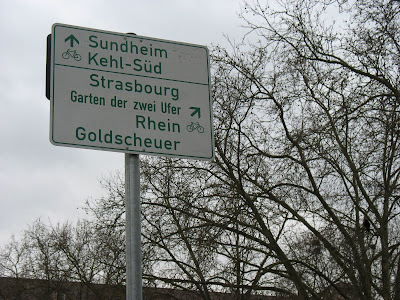 Sundheim
Kehl-Süd
Strasbourg
Garten der zwei Ufer
Rhein
Goldscheuer